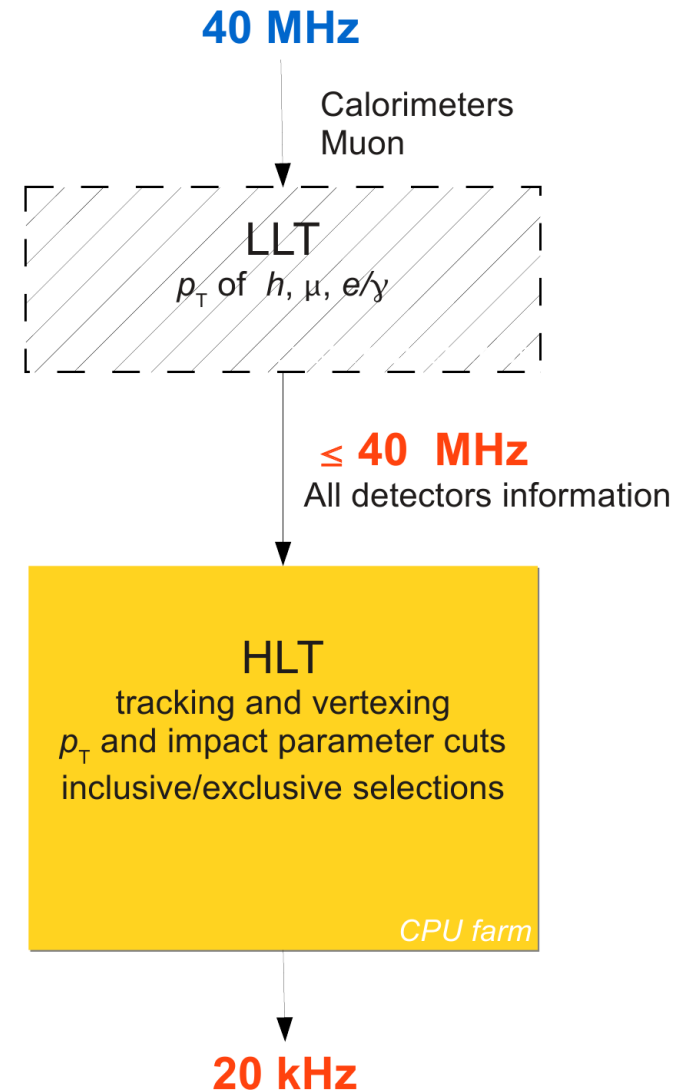 40 MHz
Calorimeters
Muon
LLT
pT of h, μ, e/γ
≤ 40 MHz
All detectors information
HLT
tracking and vertexing
pT and impact parameter cuts
inclusive/exclusive selections
CPU farm
20 kHz